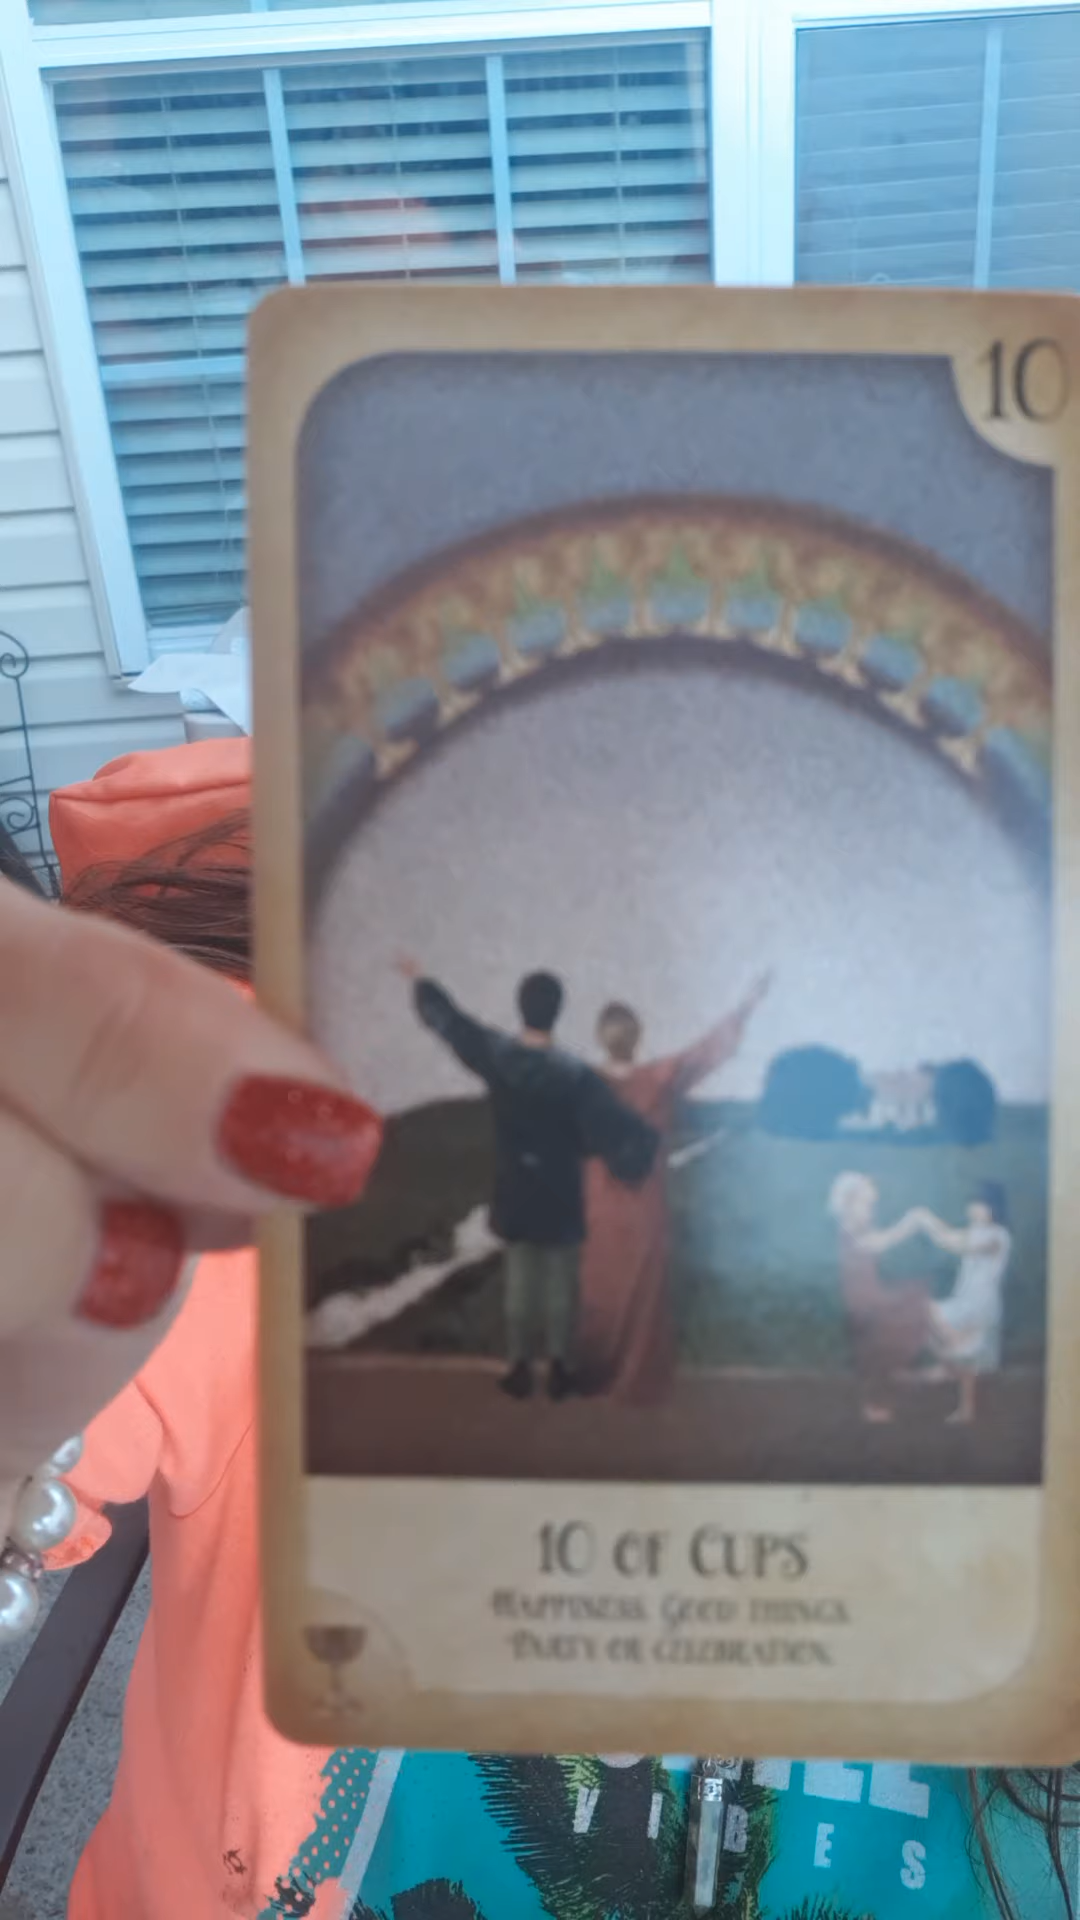 10
10 OF CUPS
HAPPINESS. GOOD THINGS.
PARTY OR CELEBRATION.
VIBES